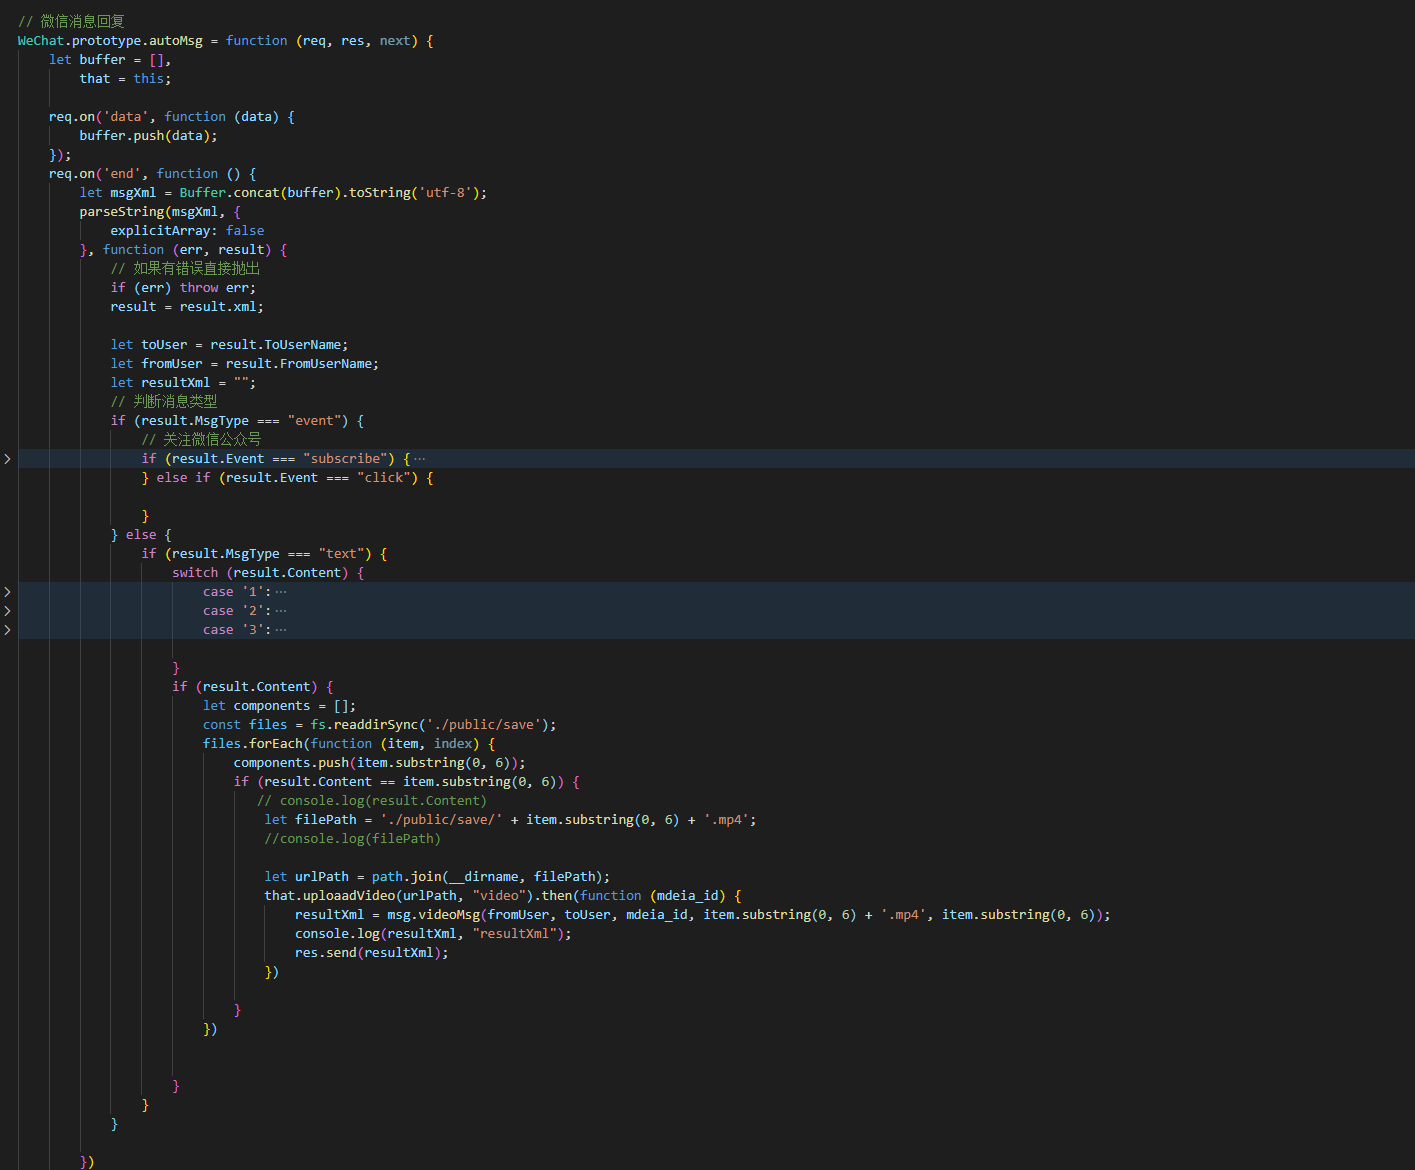 // 微信消息回复
WeChat.prototype.autoMsg = function (req, res, next) {
    let buffer = [],
        that = this;

    req.on('data', function (data) {
        buffer.push(data);
    });
    req.on('end', function () {
        let msgXml = Buffer.concat(buffer).toString('utf-8');
        parseString(msgXml, {
            explicitArray: false
        }, function (err, result) {
            // 如果有错误直接抛出
            if (err) throw err;
            result = result.xml;

            let toUser = result.ToUserName;
            let fromUser = result.FromUserName;
            let resultXml = "";
            // 判断消息类型
            if (result.MsgType === "event") {
                // 关注微信公众号
                if (result.Event === "subscribe") {⋯
                } else if (result.Event === "click") {

                }
            } else {
                if (result.MsgType === "text") {
                    switch (result.Content) {
                        case '1':⋯
                        case '2':⋯
                        case '3':⋯

                    }
                    if (result.Content) {
                        let components = [];
                        const files = fs.readdirSync('./public/save');
                        files.forEach(function (item, index) {
                            components.push(item.substring(0, 6));
                            if (result.Content == item.substring(0, 6)) {
                               // console.log(result.Content)
                                let filePath = './public/save/' + item.substring(0, 6) + '.mp4';
                                //console.log(filePath)

                                let urlPath = path.join(__dirname, filePath);
                                that.uploaadVideo(urlPath, "video").then(function (mdeia_id) {
                                    resultXml = msg.videoMsg(fromUser, toUser, mdeia_id, item.substring(0, 6) + '.mp4', item.substring(0, 6));
                                    console.log(resultXml, "resultXml");
                                    res.send(resultXml);
                                })

                            }
                        })


                    }
                }
            }

        })